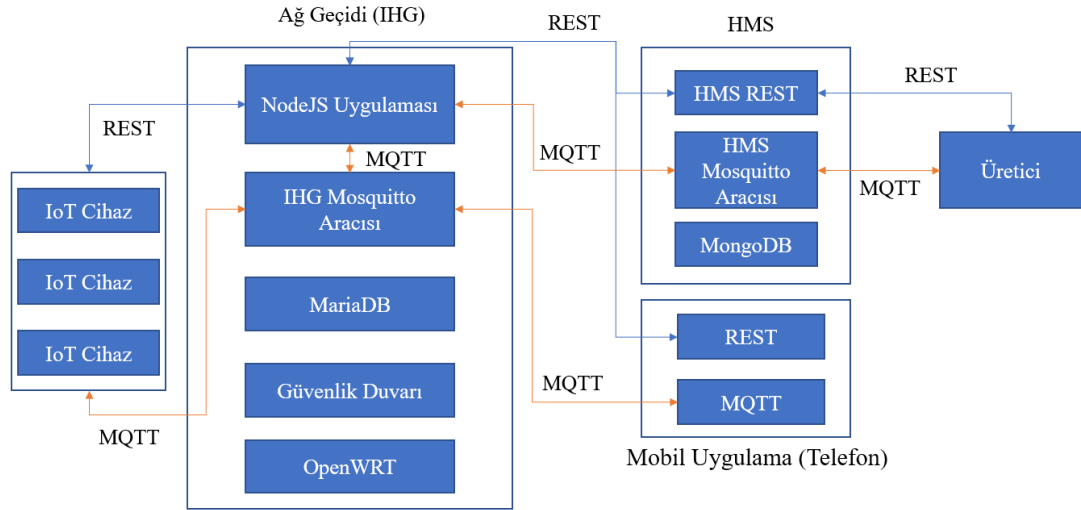 Ağ Geçidi (IHG)
REST
HMS
NodeJS Uygulaması
HMS REST
REST
REST
MQTT
MQTT
HMS
Mosquitto
Aracısı
MQTT
Üretici
IoT Cihaz
IoT Cihaz
IoT Cihaz
IHG Mosquitto
Aracısı
MongoDB
MariaDB
REST
Güvenlik Duvarı
MQTT
MQTT
MQTT
OpenWRT
Mobil Uygulama (Telefon)